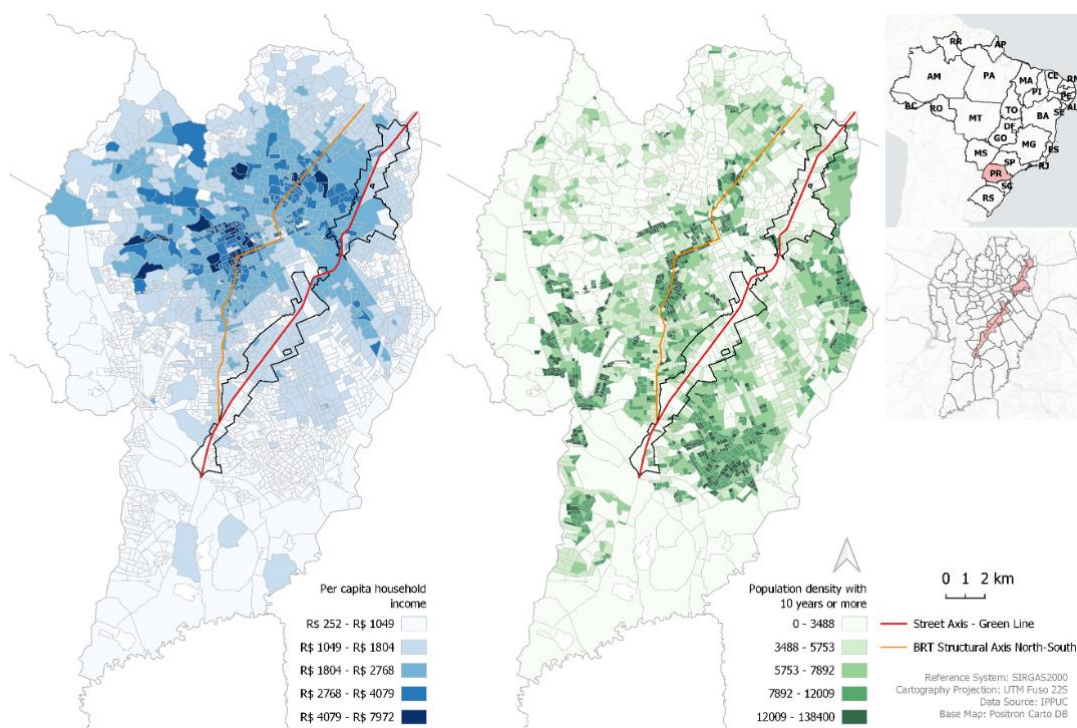 RR
AP
AM
PA
MA
CE
RN
PI
PE
AL
AC
RO
TO
SE
MT
BA
DF
GO
MG
ES
MS
SP
RJ
PR
SC
RS
Per capita household
income
R$ 252 - R$ 1049
R$ 1049 - R$ 1804
R$ 1804 - R$ 2768
R$ 2768 - R$ 4079
R$ 4079 - R$ 7972
Population density with
10 years or more
0 - 3488
3488 - 5753
5753 - 7892
7892 - 12009
12009 - 138400
0 1 2 km
Street Axis - Green Line
BRT Structural Axis North-South
Reference System: SIRGAS2000
Cartography Projection: UTM Fuso 22S
Data Source: IPPUC
Base Map: Positron Carto DB